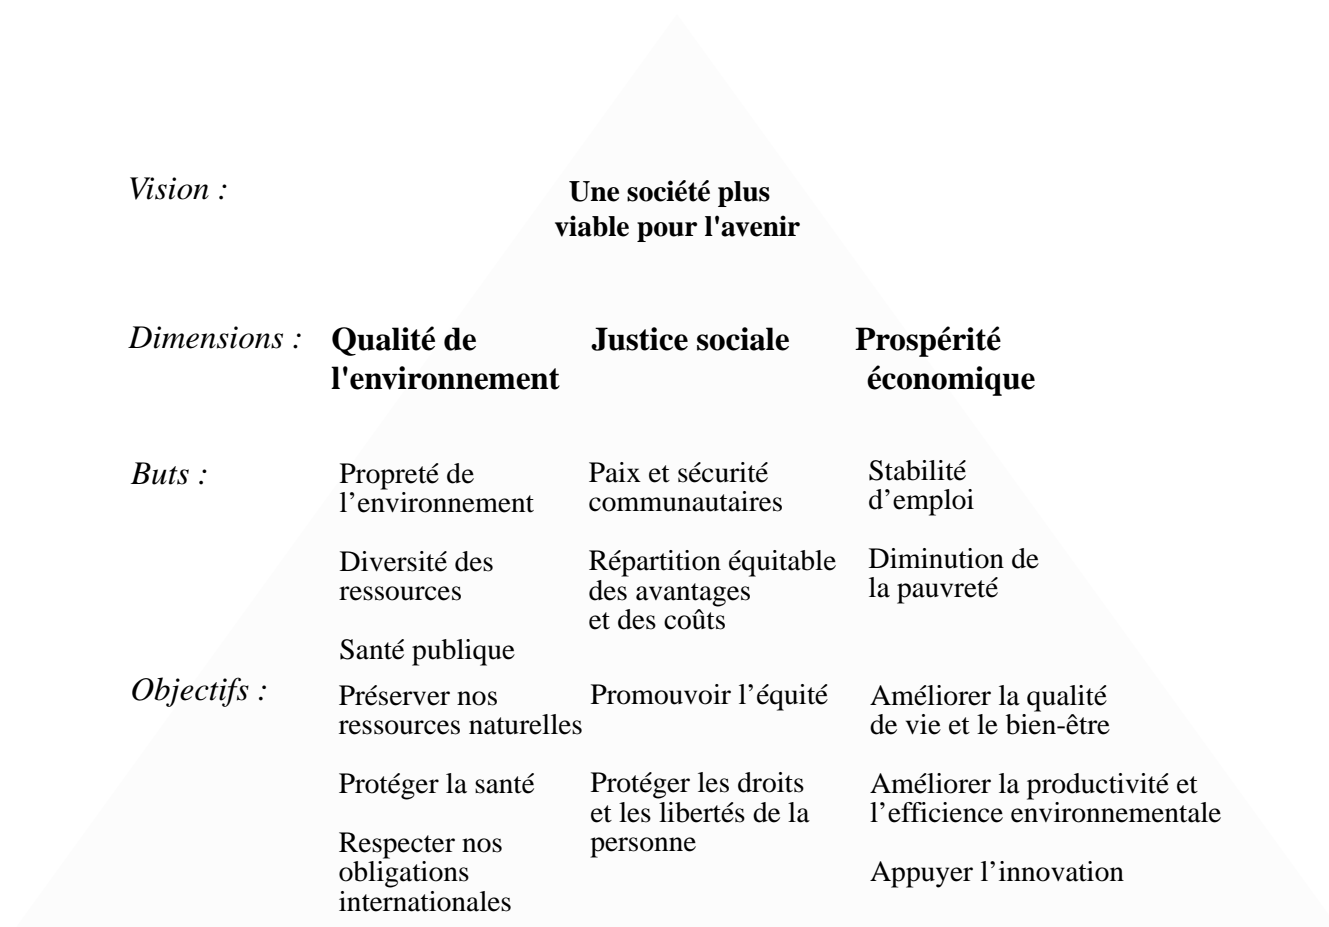 Vision :
Une société plus
viable pour l'avenir
Dimensions :
Qualité de
l'environnement
Justice sociale
Prospérité
économique
Buts :
Propreté de
l’environnement
Diversité des
ressources
Santé publique
Paix et sécurité
communautaires
Répartition équitable
des avantages
et des coûts
Stabilité
d’emploi
Diminution de
la pauvreté
Objectifs :
Préserver nos
ressources naturelles
Protéger la santé
Respecter nos
obligations
internationales
Promouvoir l’équité
Protéger les droits
et les libertés de la
personne
Améliorer la qualité
de vie et le bien-être
Améliorer la productivité et
l’efficience environnementale
Appuyer l’innovation